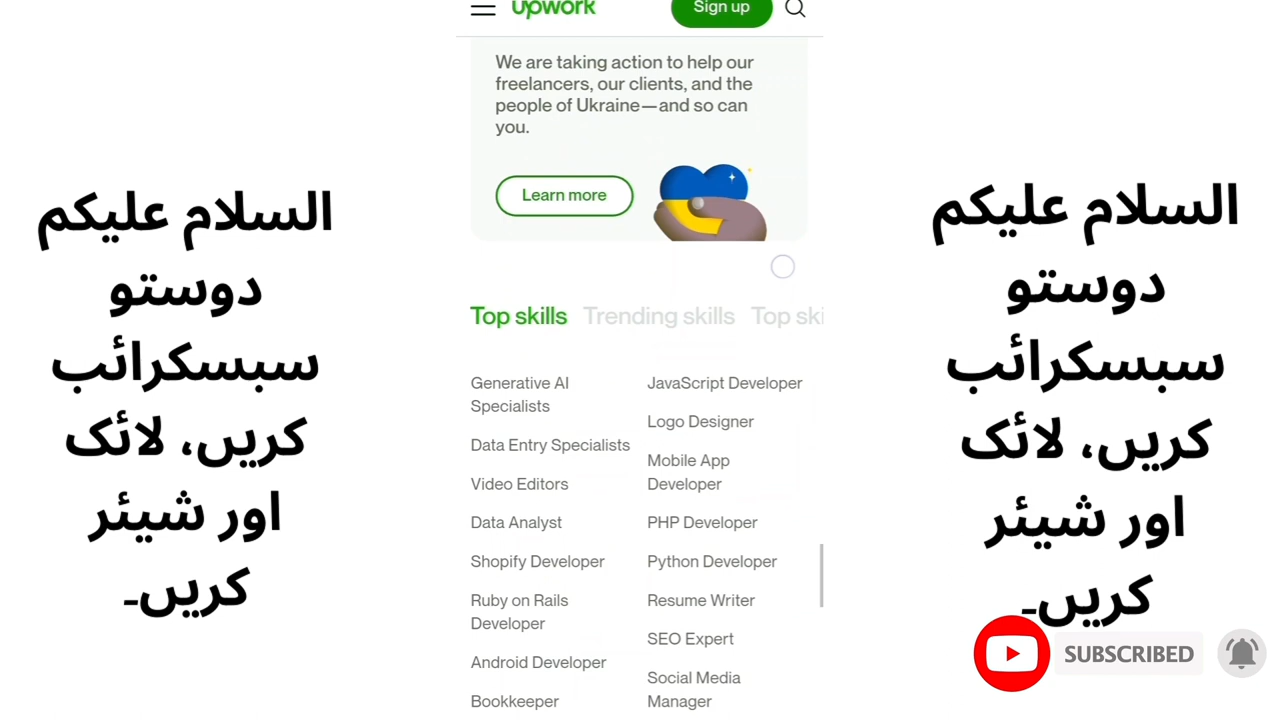 السلام علیکم
دوستو
سبسکرائب
کریں، لائک
اور شیئر
کریں۔
upwork
Sign up
We are taking action to help our
freelancers, our clients, and the
people of Ukraine—and so can
you.
Learn more
Top skills Trending skills Top ski
Generative AI
Specialists
Data Entry Specialists
Video Editors
Data Analyst
Shopify Developer
Ruby on Rails
Developer
Android Developer
Bookkeeper
JavaScript Developer
Logo Designer
Mobile App
Developer
PHP Developer
Python Developer
Resume Writer
SEO Expert
Social Media
Manager
السلام علیکم
دوستو
سبسکرائب
کریں، لائک
اور شیئر
کریں۔
SUBSCRIBED